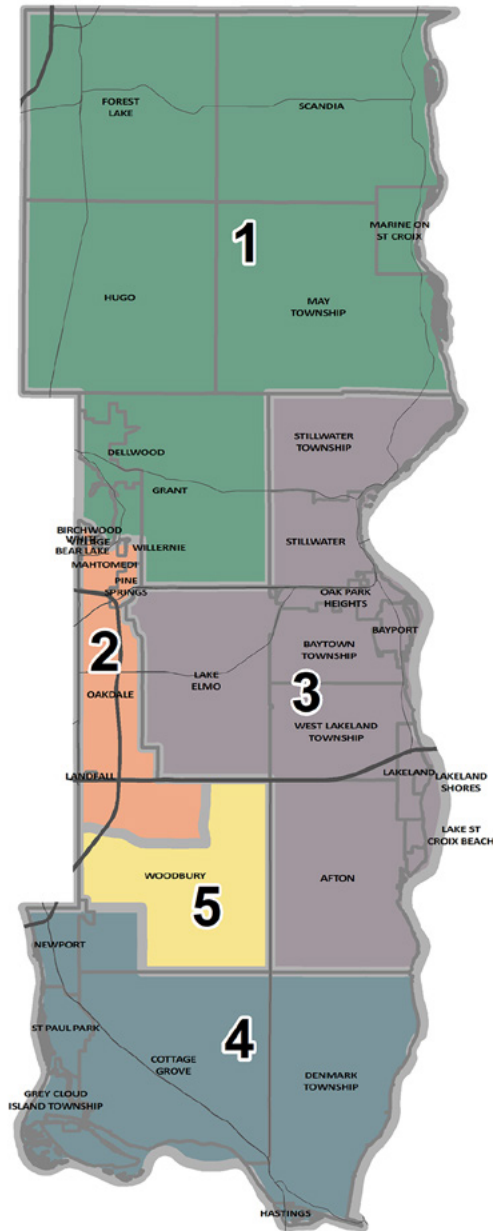 FOREST
LAKE
SCANDIA
MARINE ON
ST CROIX
1
HUGO
MAY
TOWNSHIP
STILLWATER
TOWNSHIP
DELLWOOD
GRANT
BIRCHWOOD
VILLAGE
WHITE
BEAR LAKE
WILLERNIE
STILLWATER
MAHTOMEDI
PINE
SPRINGS
OAK PARK
HEIGHTS
BAYPORT
2
BAYTOWN
TOWNSHIP
LAKE
ELMO
3
OAKDALE
WEST LAKELAND
TOWNSHIP
LANDFALL
LAKELAND
LAKELAND
SHORES
LAKE ST
CROIX BEACH
WOODBURY
AFTON
5
NEWPORT
ST PAUL PARK
4
COTTAGE
GROVE
DENMARK
TOWNSHIP
GREY CLOUD
ISLAND TOWNSHIP
HASTINGS